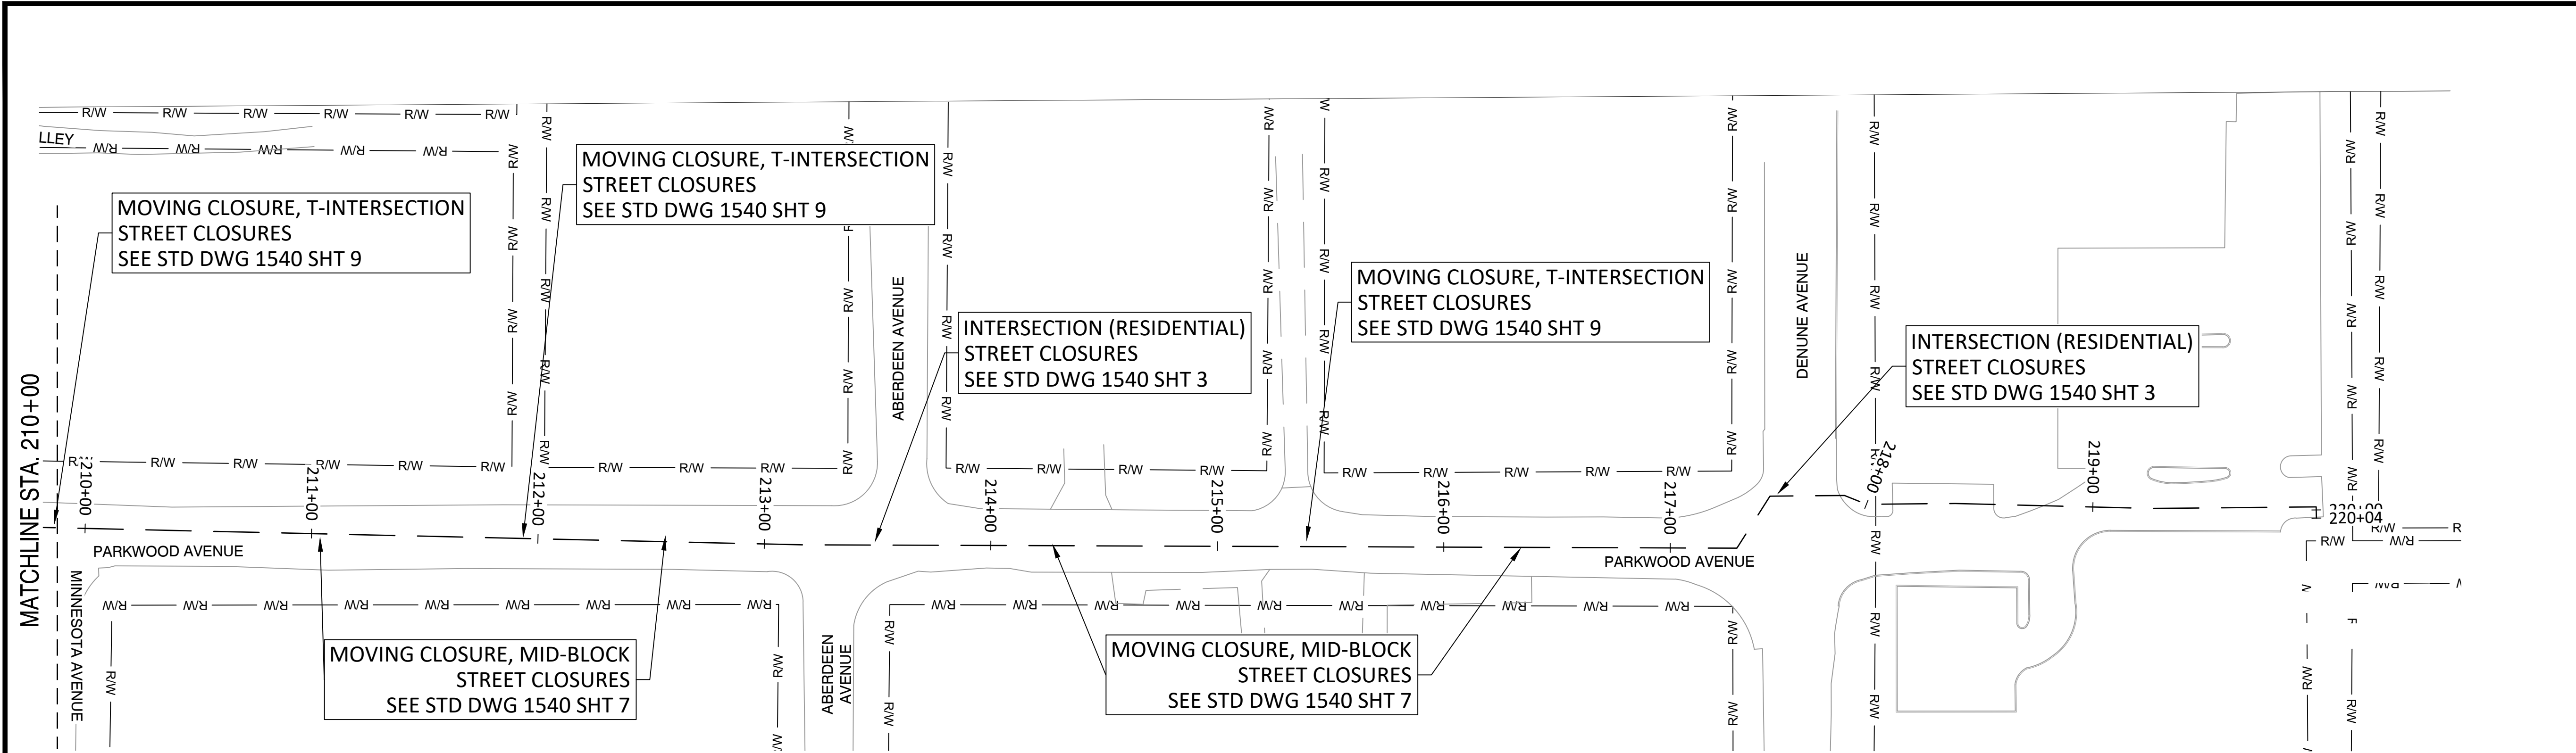 LLEY
MOVING CLOSURE, T-INTERSECTION
STREET CLOSURES
SEE STD DWG 1540 SHT 9
MOVING CLOSURE, T-INTERSECTION
STREET CLOSURES
SEE STD DWG 1540 SHT 9
MOVING CLOSURE, T-INTERSECTION
STREET CLOSURES
SEE STD DWG 1540 SHT 9
INTERSECTION (RESIDENTIAL)
STREET CLOSURES
SEE STD DWG 1540 SHT 3
INTERSECTION (RESIDENTIAL)
STREET CLOSURES
SEE STD DWG 1540 SHT 3
ABERDEEN AVENUE
DENUNE AVENUE
MATCHLINE STA. 210+00
R/W R/W R/W R/W R/W R/W
210+00
211+00
212+00
213+00
214+00
215+00
216+00
217+00
218+00
219+00
220+04
PARKWOOD AVENUE
PARKWOOD AVENUE
MINNESOTA AVENUE
ABERDEEN
AVENUE
MOVING CLOSURE, MID-BLOCK
STREET CLOSURES
SEE STD DWG 1540 SHT 7
MOVING CLOSURE, MID-BLOCK
STREET CLOSURES
SEE STD DWG 1540 SHT 7